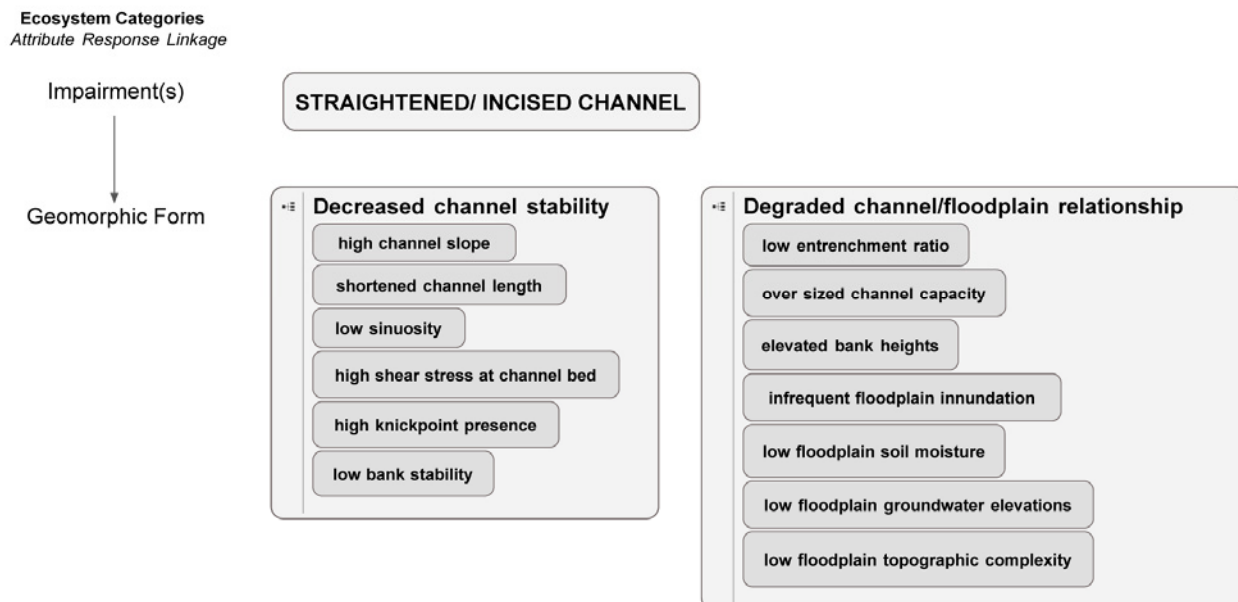 Ecosystem Categories
Attribute Response Linkage
Impairment(s)
STRAIGHTENED/ INCISED CHANNEL
Geomorphic Form
Decreased channel stability
high channel slope
shortened channel length
low sinuosity
high shear stress at channel bed
high knickpoint presence
low bank stability
Degraded channel/floodplain relationship
low entrenchment ratio
over sized channel capacity
elevated bank heights
infrequent floodplain innundation
low floodplain soil moisture
low floodplain groundwater elevations
low floodplain topographic complexity